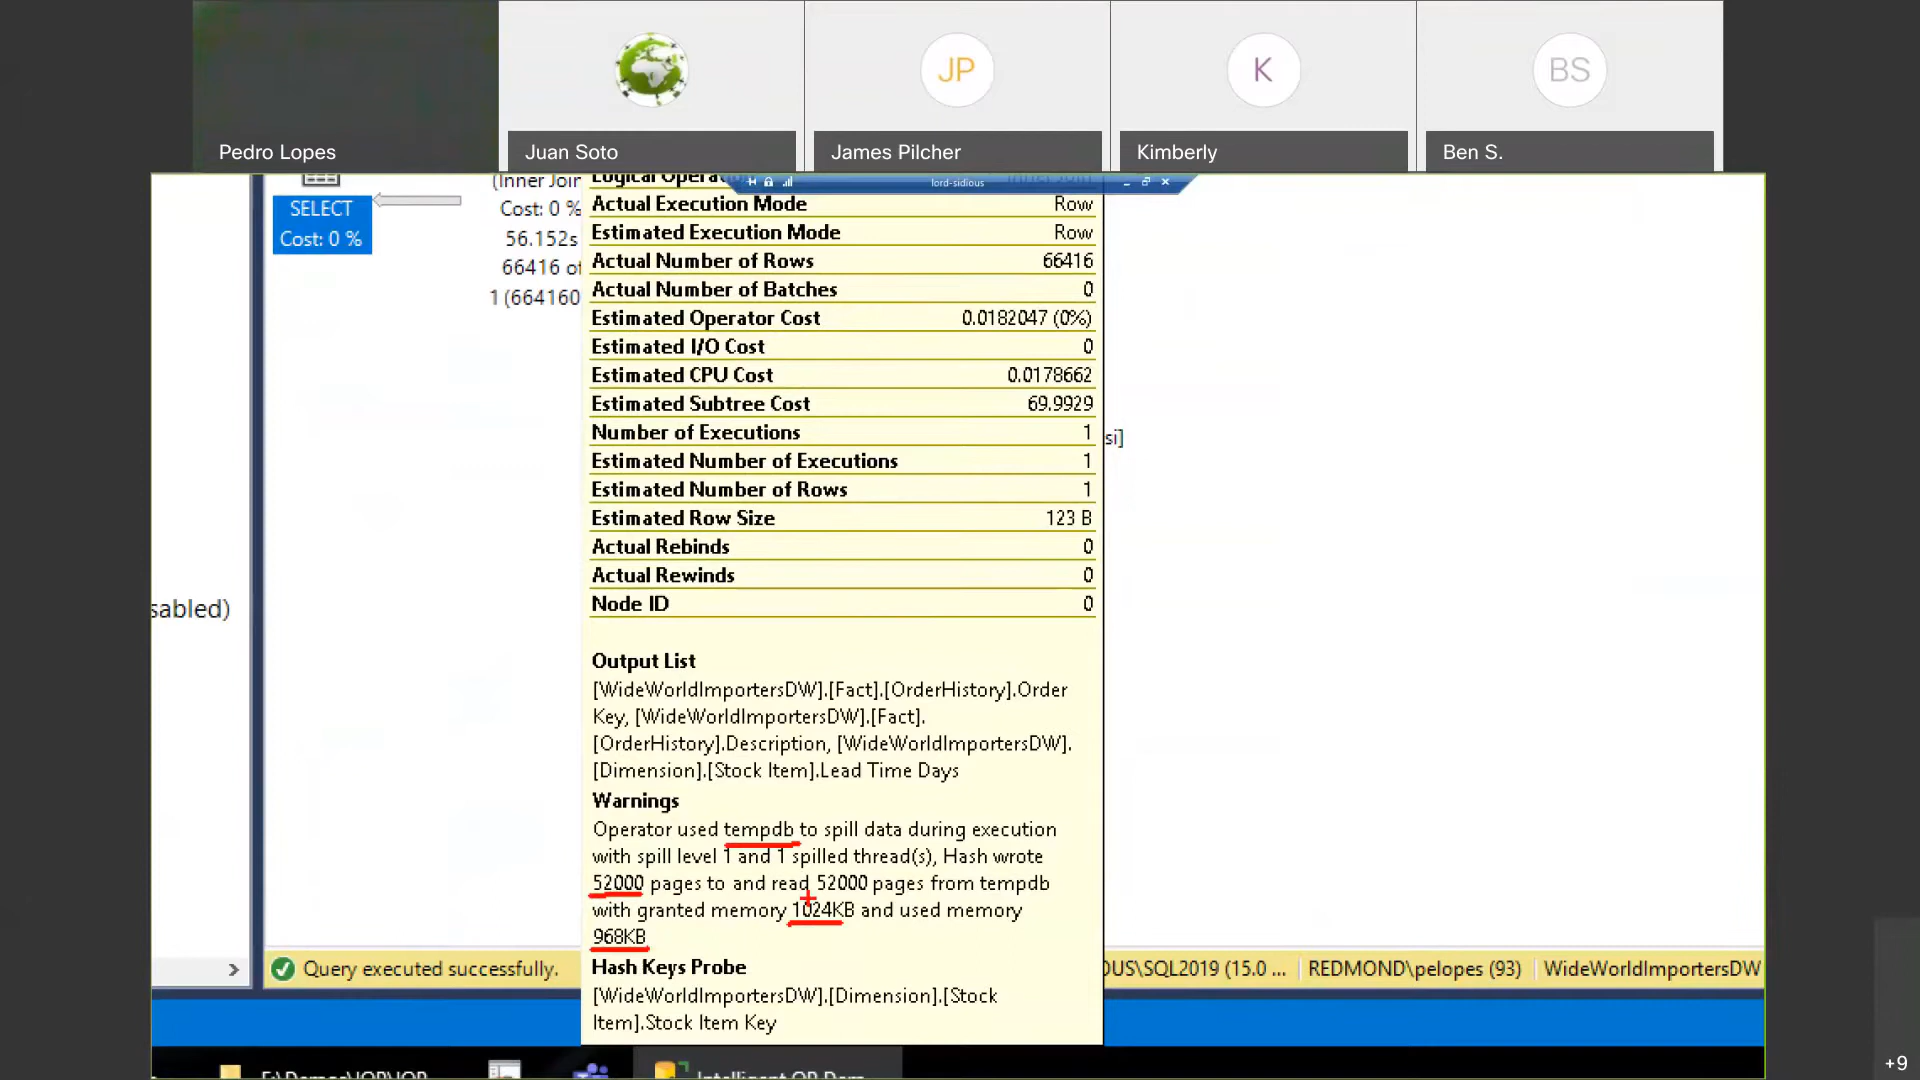 JP
K
BS
Pedro Lopes
Juan Soto
James Pilcher
Kimberly
Ben S.
lord-sidious
SELECT
Cost: 0 %
(Inner Join
Cost: 0 %
56.152s
66416 of
1 (664160
Logical Operation
Actual Execution Mode Row
Estimated Execution Mode Row
Actual Number of Rows 66416
Actual Number of Batches 0
Estimated Operator Cost 0.0182047 (0%)
Estimated I/O Cost 0
Estimated CPU Cost 0.0178662
Estimated Subtree Cost 69.9929
Number of Executions 1
Estimated Number of Executions 1
Estimated Number of Rows 1
Estimated Row Size 123 B
Actual Rebinds 0
Actual Rewinds 0
Node ID 0
si]
sabled)
Output List
[WideWorldImportersDW].[Fact].[OrderHistory].Order
Key, [WideWorldImportersDW].[Fact].
[OrderHistory].Description, [WideWorldImportersDW].
[Dimension].[Stock Item].Lead Time Days
Warnings
Operator used tempdb to spill data during execution
with spill level 1 and 1 spilled thread(s), Hash wrote
52000 pages to and read 52000 pages from tempdb
with granted memory 1024KB and used memory
968KB
Hash Keys Probe
[WideWorldImportersDW].[Dimension].[Stock
Item].Stock Item Key
Query executed successfully.
OUS\SQL2019 (15.0 ... REDMOND\pelopes (93) WideWorldImportersDW
+9